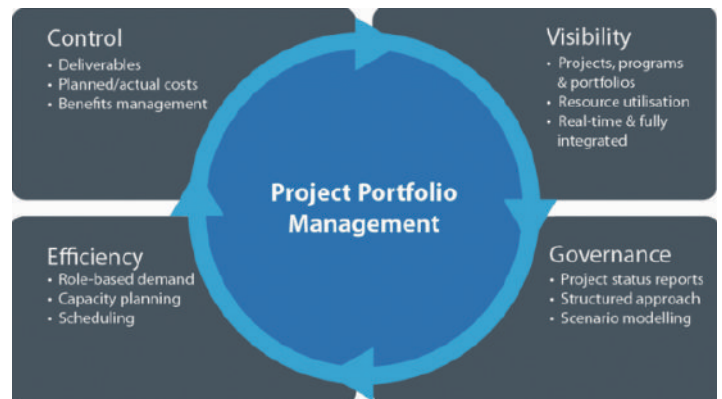 Control
• Deliverables
• Planned/actual costs
• Benefits management
Visibility
• Projects, programs
& portfolios
• Resource utilisation
• Real-time & fully
integrated
Project Portfolio
Management
Efficiency
• Role-based demand
• Capacity planning
• Scheduling
Governance
• Project status reports
• Structured approach
• Scenario modelling